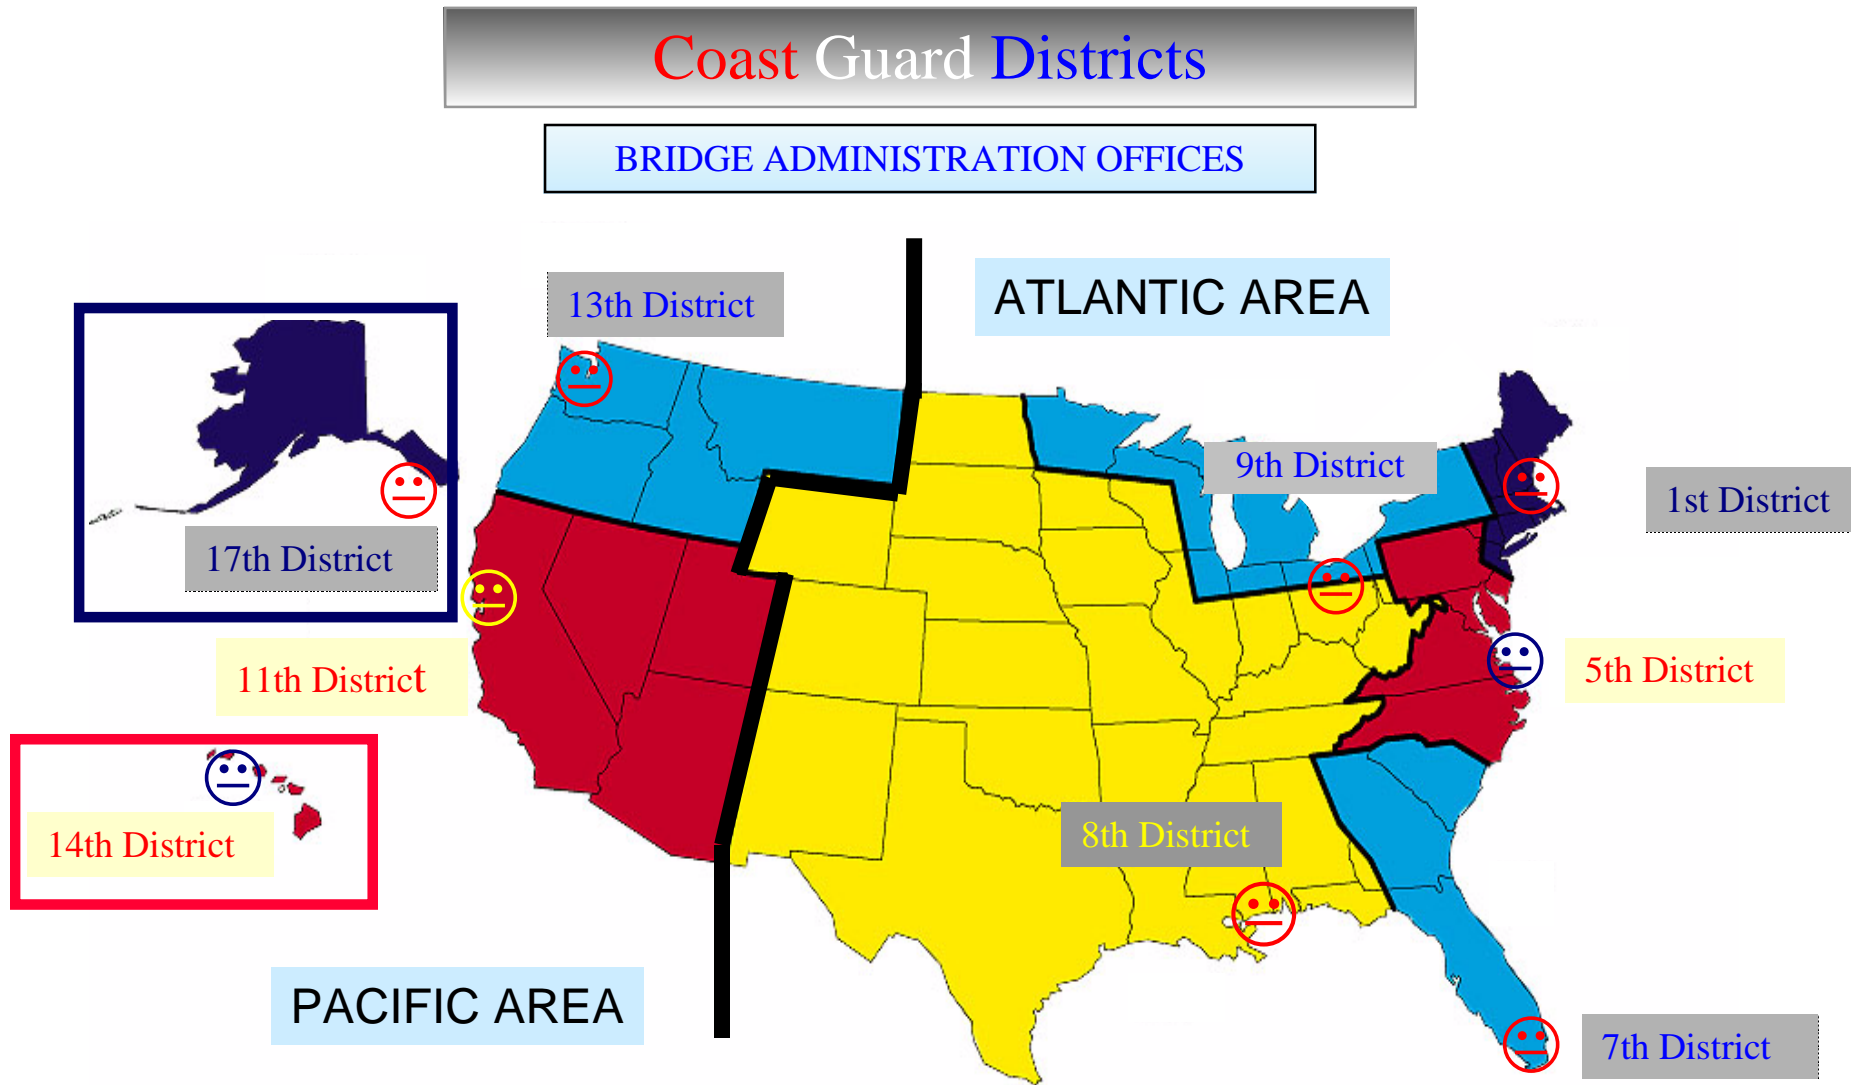 Coast Guard Districts
BRIDGE ADMINISTRATION OFFICES
13th District
ATLANTIC AREA
9th District
1st District
17th District
11th District
5th District
14th District
8th District
PACIFIC AREA
7th District